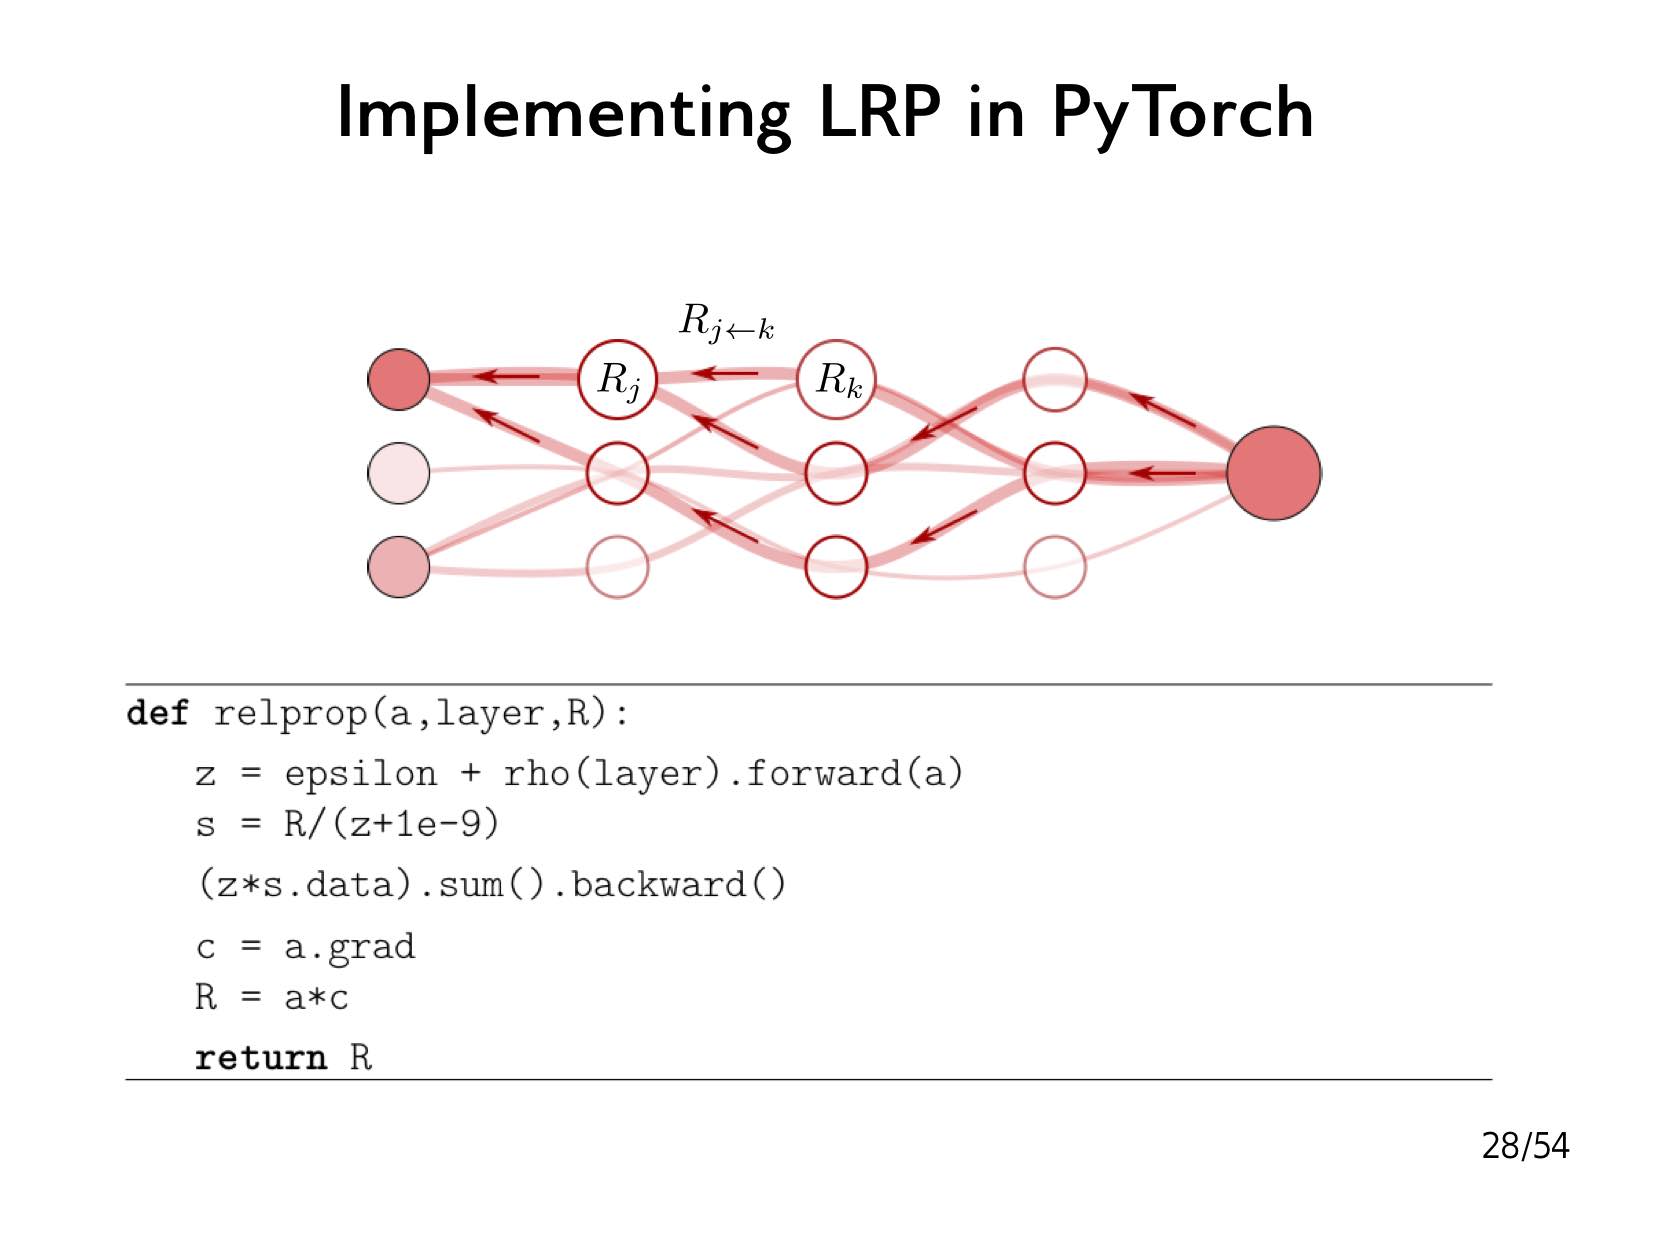 Implementing LRP in PyTorch
R_{j←k}
R_j
R_k
def relprop(a,layer,R):
z = epsilon + rho(layer).forward(a)
s = R/(z+1e-9)
(z*s.data).sum().backward()
c = a.grad
R = a*c
return R
28/54